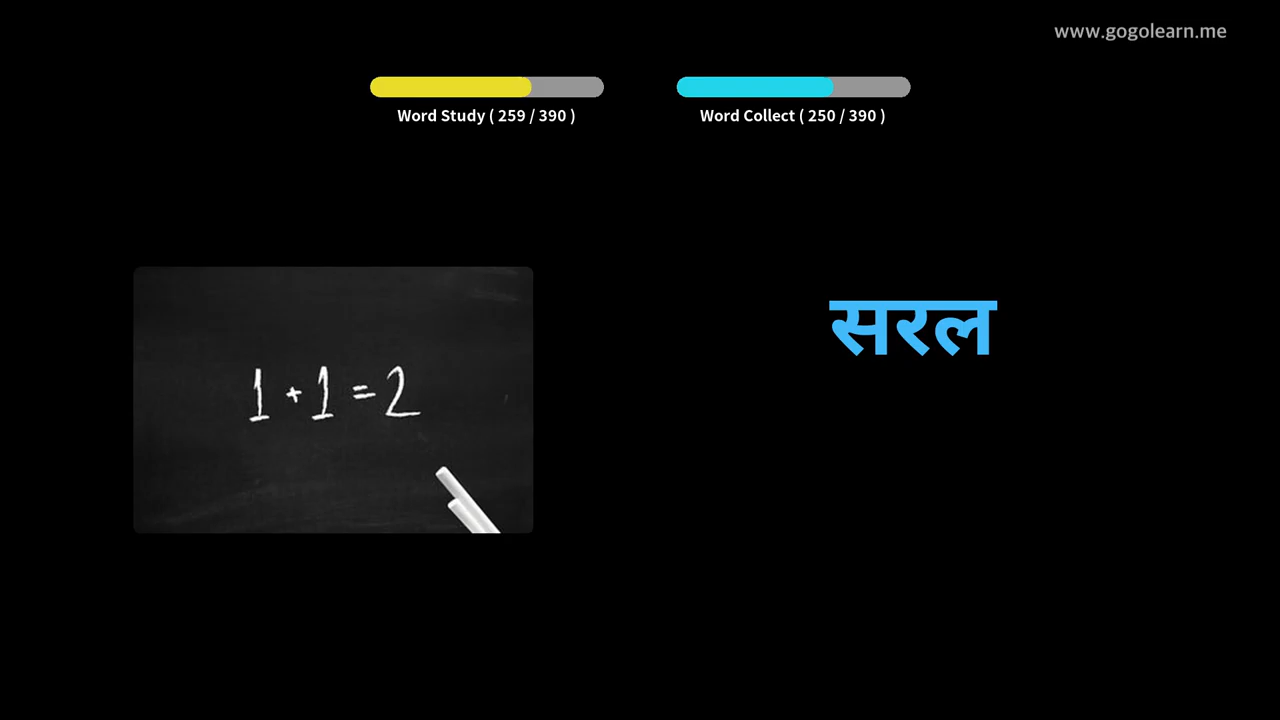 www.gogolearn.me
Word Study ( 259 / 390 )
Word Collect ( 250 / 390 )
सरल
1 + 1 = 2